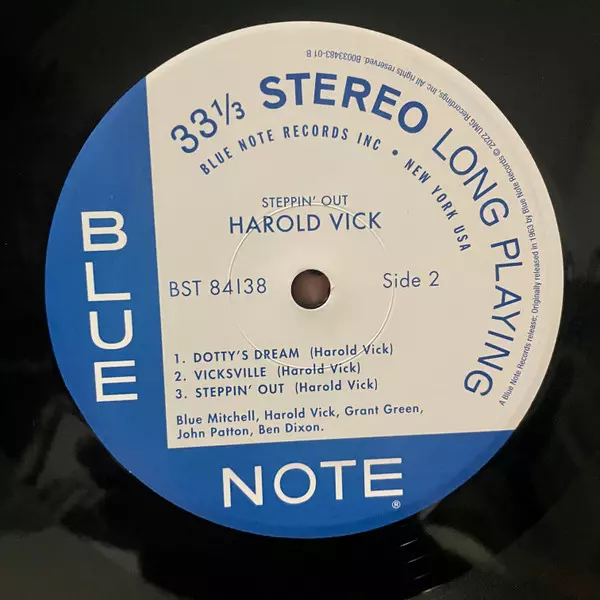 33⅓ STEREO LONG PLAYING
BLUE NOTE RECORDS INC • NEW YORK USA
STEPPIN' OUT
HAROLD VICK
BST 84138
Side 2
1. DOTTY'S DREAM (Harold Vick)
2. VICKSVILLE (Harold Vick)
3. STEPPIN' OUT (Harold Vick)
Blue Mitchell, Harold Vick, Grant Green,
John Patton, Ben Dixon.
BLUE
NOTE
®
A Blue Note Records release; Originally released in 1963 by Blue Note Records © 2022 UMG Recordings, Inc. All rights reserved. B0033483-01 B